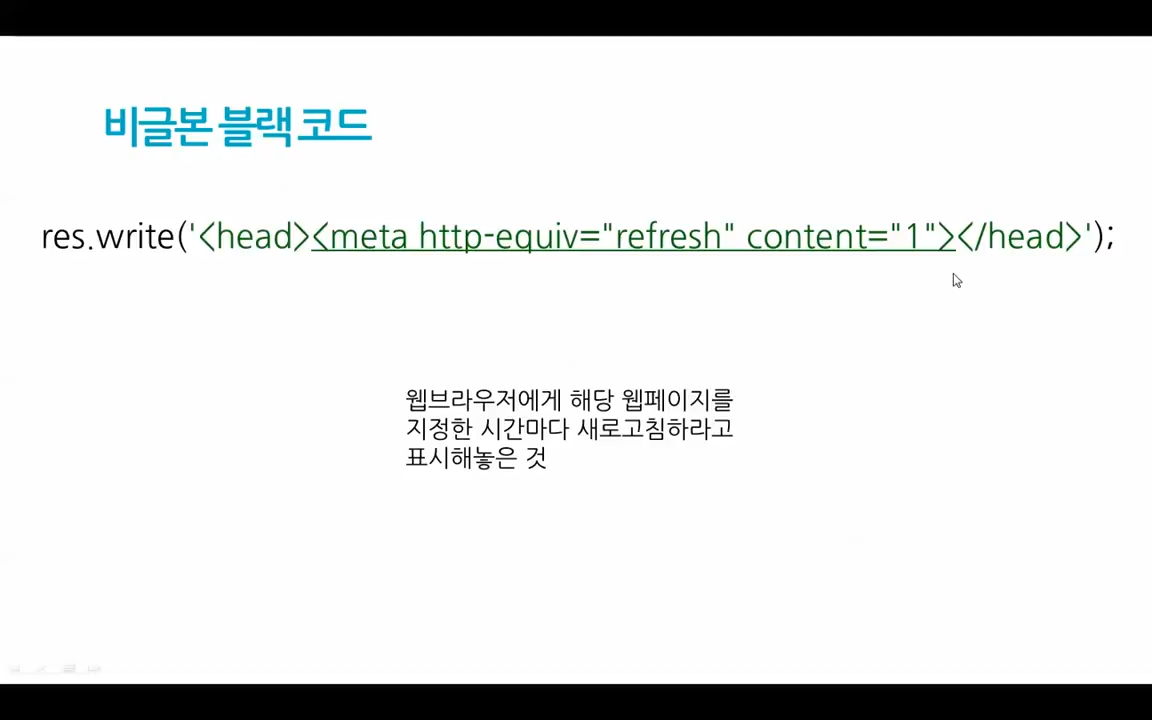 비글본 블랙 코드
res.write('<head><meta http-equiv="refresh" content="1"></head>');
웹브라우저에게 해당 웹페이지를
지정한 시간마다 새로고침하라고
표시해놓은 것